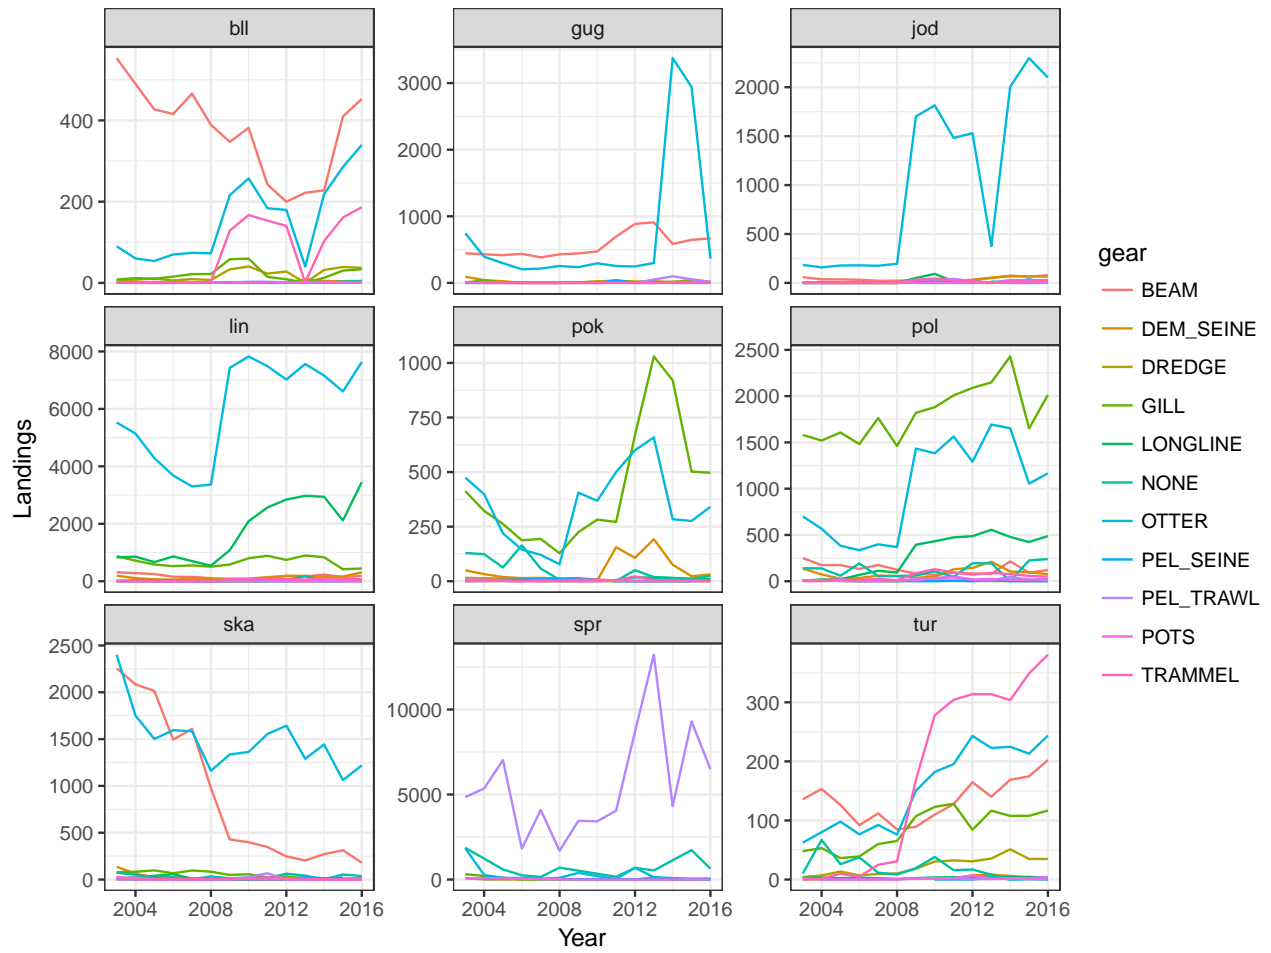 bll
gug
jod
400
200
0
3000
2000
1000
0
2000
1500
1000
500
0
lin
pok
pol
8000
6000
4000
2000
0
1000
750
500
250
0
2500
2000
1500
1000
500
0
ska
spr
tur
2500
2000
1500
1000
500
0
10000
5000
0
300
200
100
0
2004 2008 2012 2016
2004 2008 2012 2016
2004 2008 2012 2016
Year
Landings
gear
BEAM
DEM_SEINE
DREDGE
GILL
LONGLINE
NONE
OTTER
PEL_SEINE
PEL_TRAWL
POTS
TRAMMEL